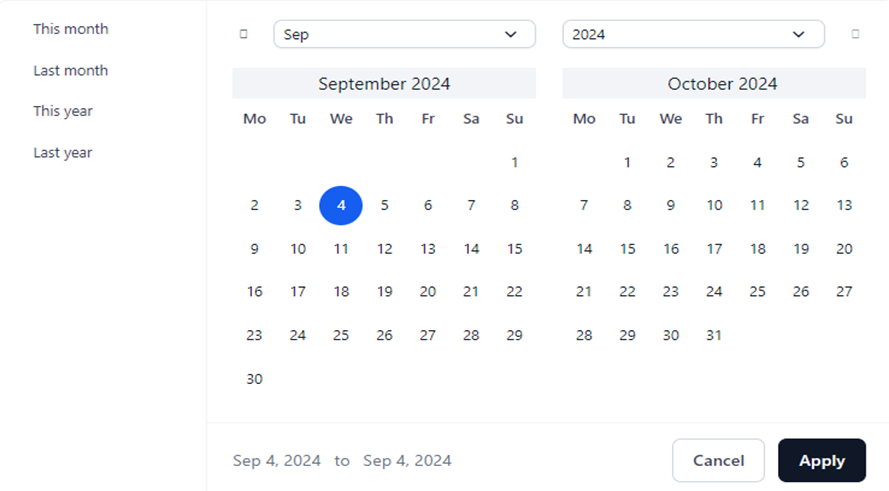 This month
Last month
This year
Last year
Sep 2024
September 2024
Mo Tu We Th Fr Sa Su
1
2 3 4 5 6 7 8
9 10 11 12 13 14 15
16 17 18 19 20 21 22
23 24 25 26 27 28 29
30
October 2024
Mo Tu We Th Fr Sa Su
1 2 3 4 5 6
7 8 9 10 11 12 13
14 15 16 17 18 19 20
21 22 23 24 25 26 27
28 29 30 31
Sep 4, 2024 to Sep 4, 2024
Cancel Apply